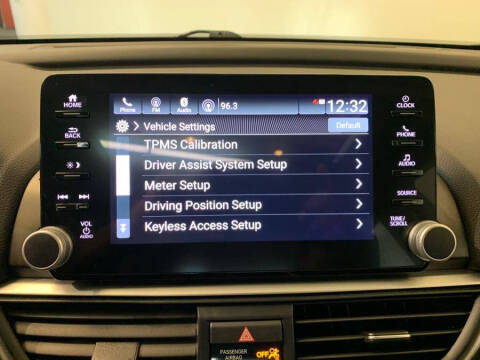 HOME
BACK
VOL
AUDIO
Phone
FM
Audio
96.3
12:32
Vehicle Settings
Default
TPMS Calibration
Driver Assist System Setup
Meter Setup
Driving Position Setup
Keyless Access Setup
CLOCK
PHONE
AUDIO
SOURCE
TUNE/
SCROLL
PASSENGER
AIRBAG
OFF